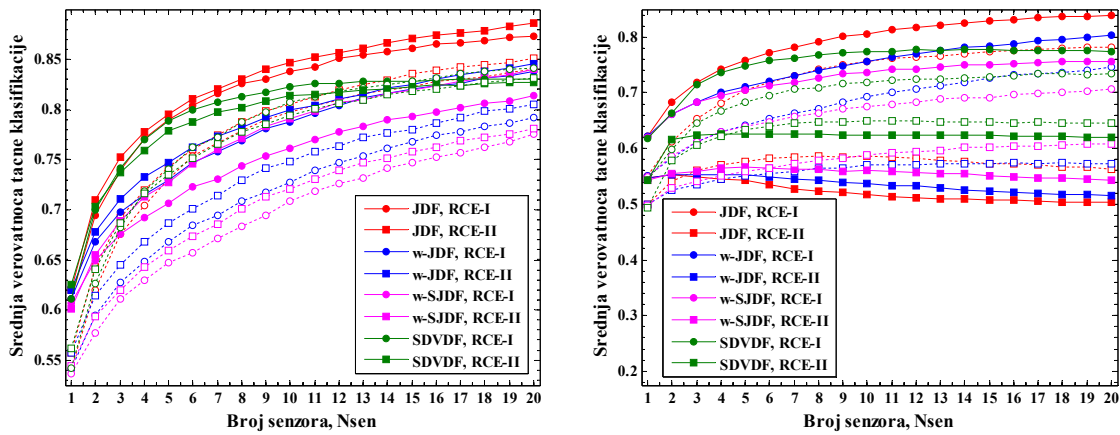 Srednja verovatnoca tacne klasifikacije
0.85
0.8
0.75
0.7
0.65
0.6
0.55
1 2 3 4 5 6 7 8 9 10 11 12 13 14 15 16 17 18 19 20
Broj senzora, Nsen
JDF, RCE-I
JDF, RCE-II
w-JDF, RCE-I
w-JDF, RCE-II
w-SJDF, RCE-I
w-SJDF, RCE-II
SDVDF, RCE-I
SDVDF, RCE-II
Srednja verovatnoca tacne klasifikacije
0.8
0.7
0.6
0.5
0.4
0.3
0.2
1 2 3 4 5 6 7 8 9 10 11 12 13 14 15 16 17 18 19 20
Broj senzora, Nsen
JDF, RCE-I
JDF, RCE-II
w-JDF, RCE-I
w-JDF, RCE-II
w-SJDF, RCE-I
w-SJDF, RCE-II
SDVDF, RCE-I
SDVDF, RCE-II